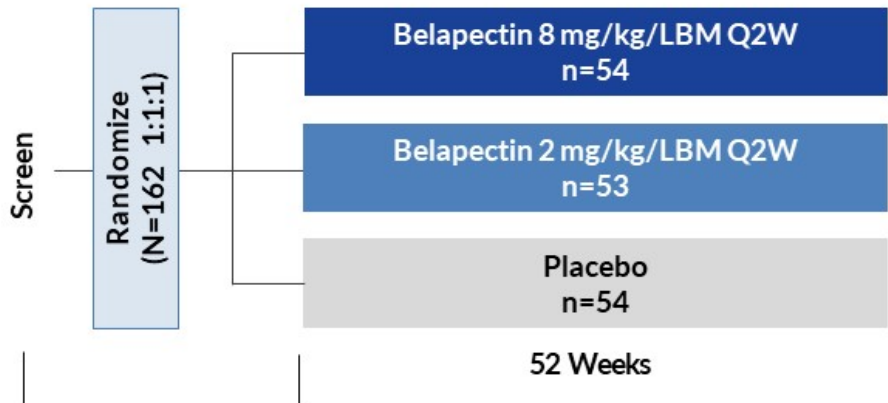 Screen
Randomize
(N=162 1:1:1)
Belapectin 8 mg/kg/LBM Q2W
n=54
Belapectin 2 mg/kg/LBM Q2W
n=53
Placebo
n=54
52 Weeks